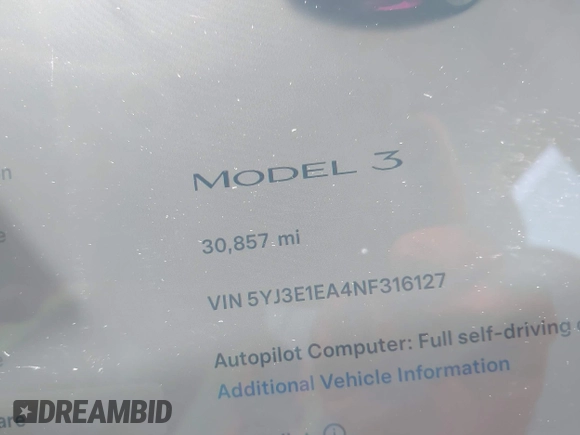 MODEL 3
30,857 mi
VIN 5YJ3E1EA4NF316127
Autopilot Computer: Full self-driving
Additional Vehicle Information
DREAMBID